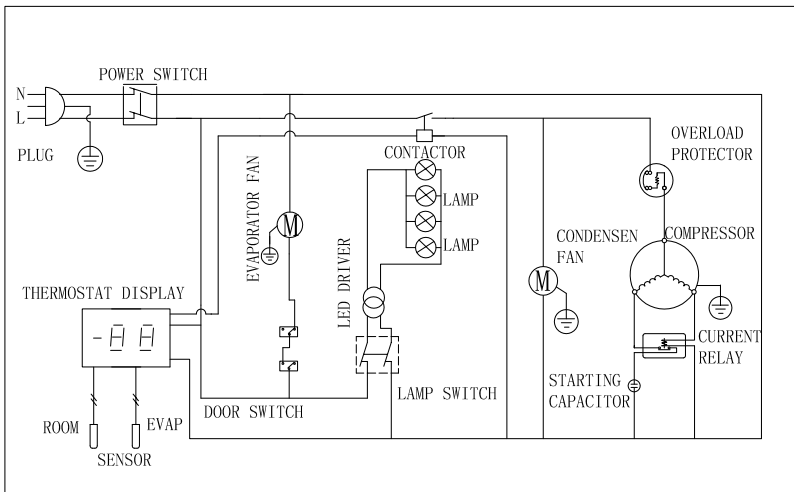 POWER SWITCH
N
L
PLUG
CONTACTOR
OVERLOAD
PROTECTOR
EVAPORATOR FAN
M
LAMP
LAMP
CONDENSEN
FAN
M
COMPRESSOR
LED DRIVER
THERMOSTAT DISPLAY
-88
CURRENT
RELAY
STARTING
CAPACITOR
LAMP SWITCH
DOOR SWITCH
ROOM
EVAP
SENSOR